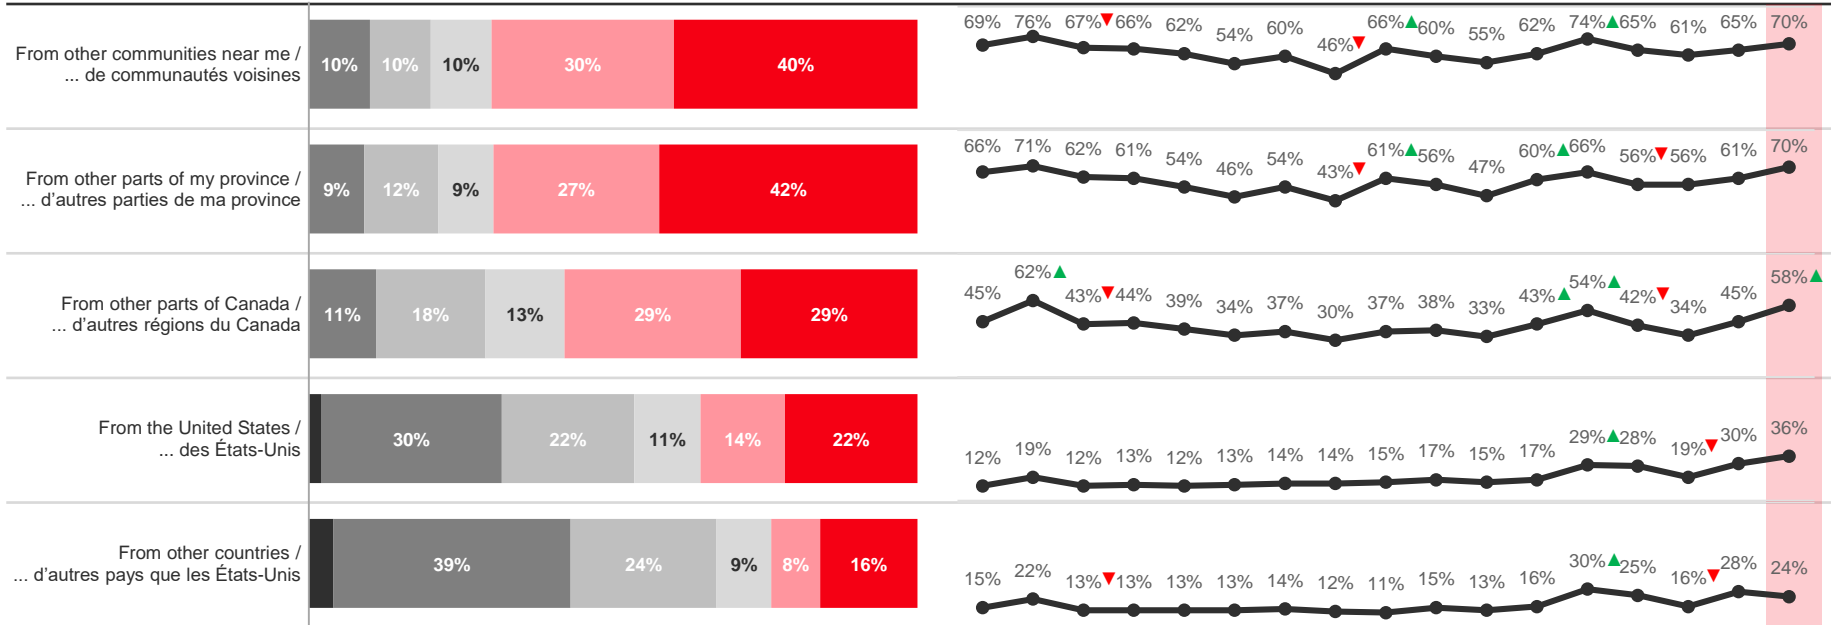 From other communities near me /
... de communautés voisines
10% 10% 10% 30% 40%
69% 76% 67%▼66% 62% 54% 60% 46%▼ 66%▲60% 55% 62% 74%▲65% 61% 65% 70%
From other parts of my province /
... d'autres parties de ma province
9% 12% 9% 27% 42%
66% 71% 62% 61% 54% 46% 54% 43%▼ 61%▲56% 47% 60%▲66% 56%▼56% 61% 70%
From other parts of Canada /
... d'autres régions du Canada
11% 18% 13% 29% 29%
45% 62%▲ 43%▼44% 39% 34% 37% 30% 37% 38% 33% 43%▲ 54%▲ 42%▼ 34% 45% 58%▲
From the United States /
... des États-Unis
30% 22% 11% 14% 22%
12% 19% 12% 13% 12% 13% 14% 14% 15% 17% 15% 17% 29%▲28% 19%▼ 30% 36%
From other countries /
... d'autres pays que les États-Unis
39% 24% 9% 8% 16%
15% 22% 13%▼13% 13% 13% 14% 12% 11% 15% 13% 16% 30%▲25% 16%▼ 28% 24%